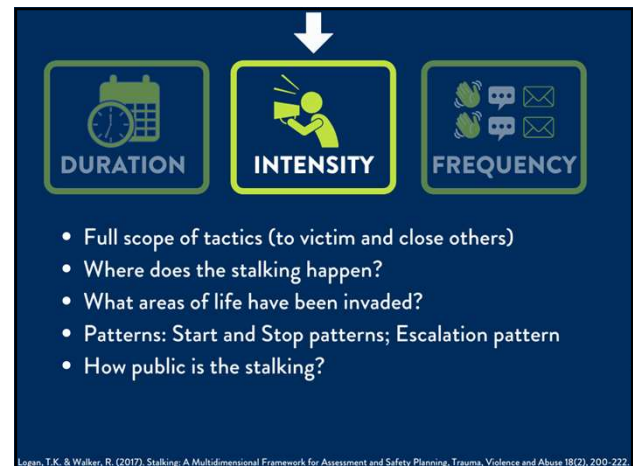 DURATION
INTENSITY
FREQUENCY
• Full scope of tactics (to victim and close others)
• Where does the stalking happen?
• What areas of life have been invaded?
• Patterns: Start and Stop patterns; Escalation pattern
• How public is the stalking?
Logan, T.K. & Walker, R. (2017). Stalking: A Multidimensional Framework for Assessment and Safety Planning, Trauma, Violence and Abuse 18(2), 200-222.